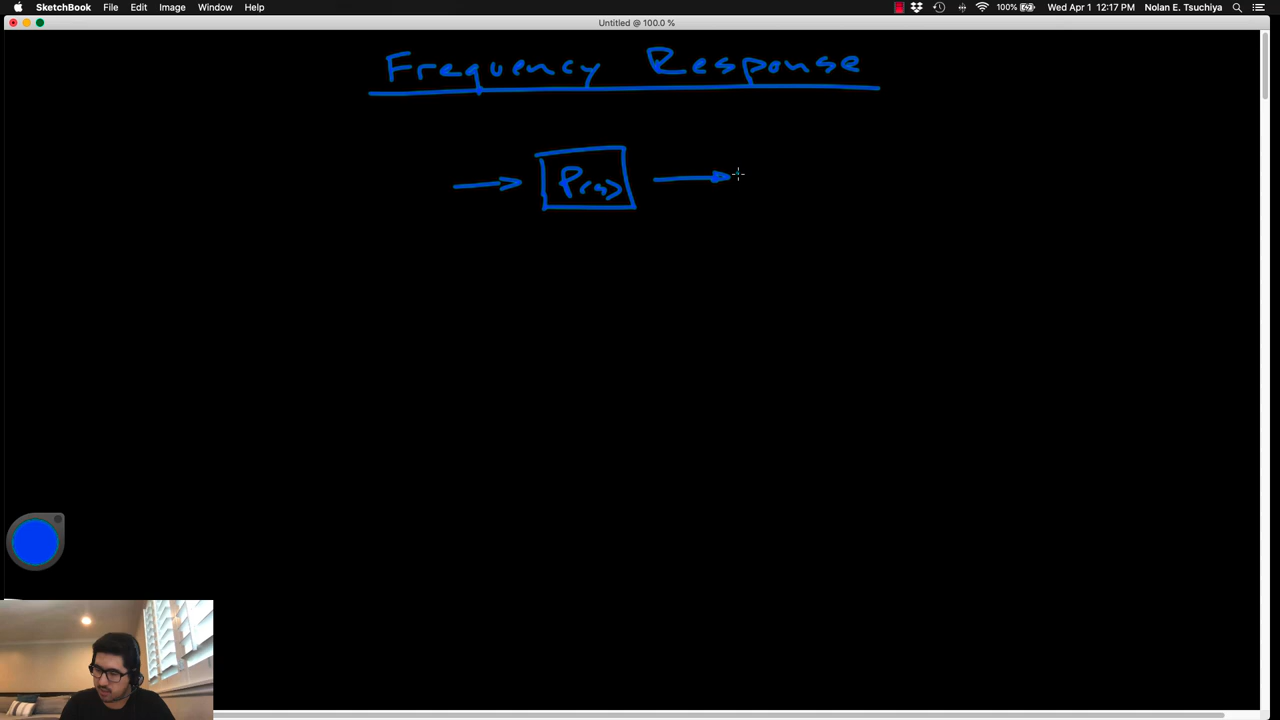 SketchBook File Edit Image Window Help 100% Wed Apr 1 12:17 PM Nolan E. Tsuchiya
Untitled @ 100.0 %
Frequency Response
P(s)